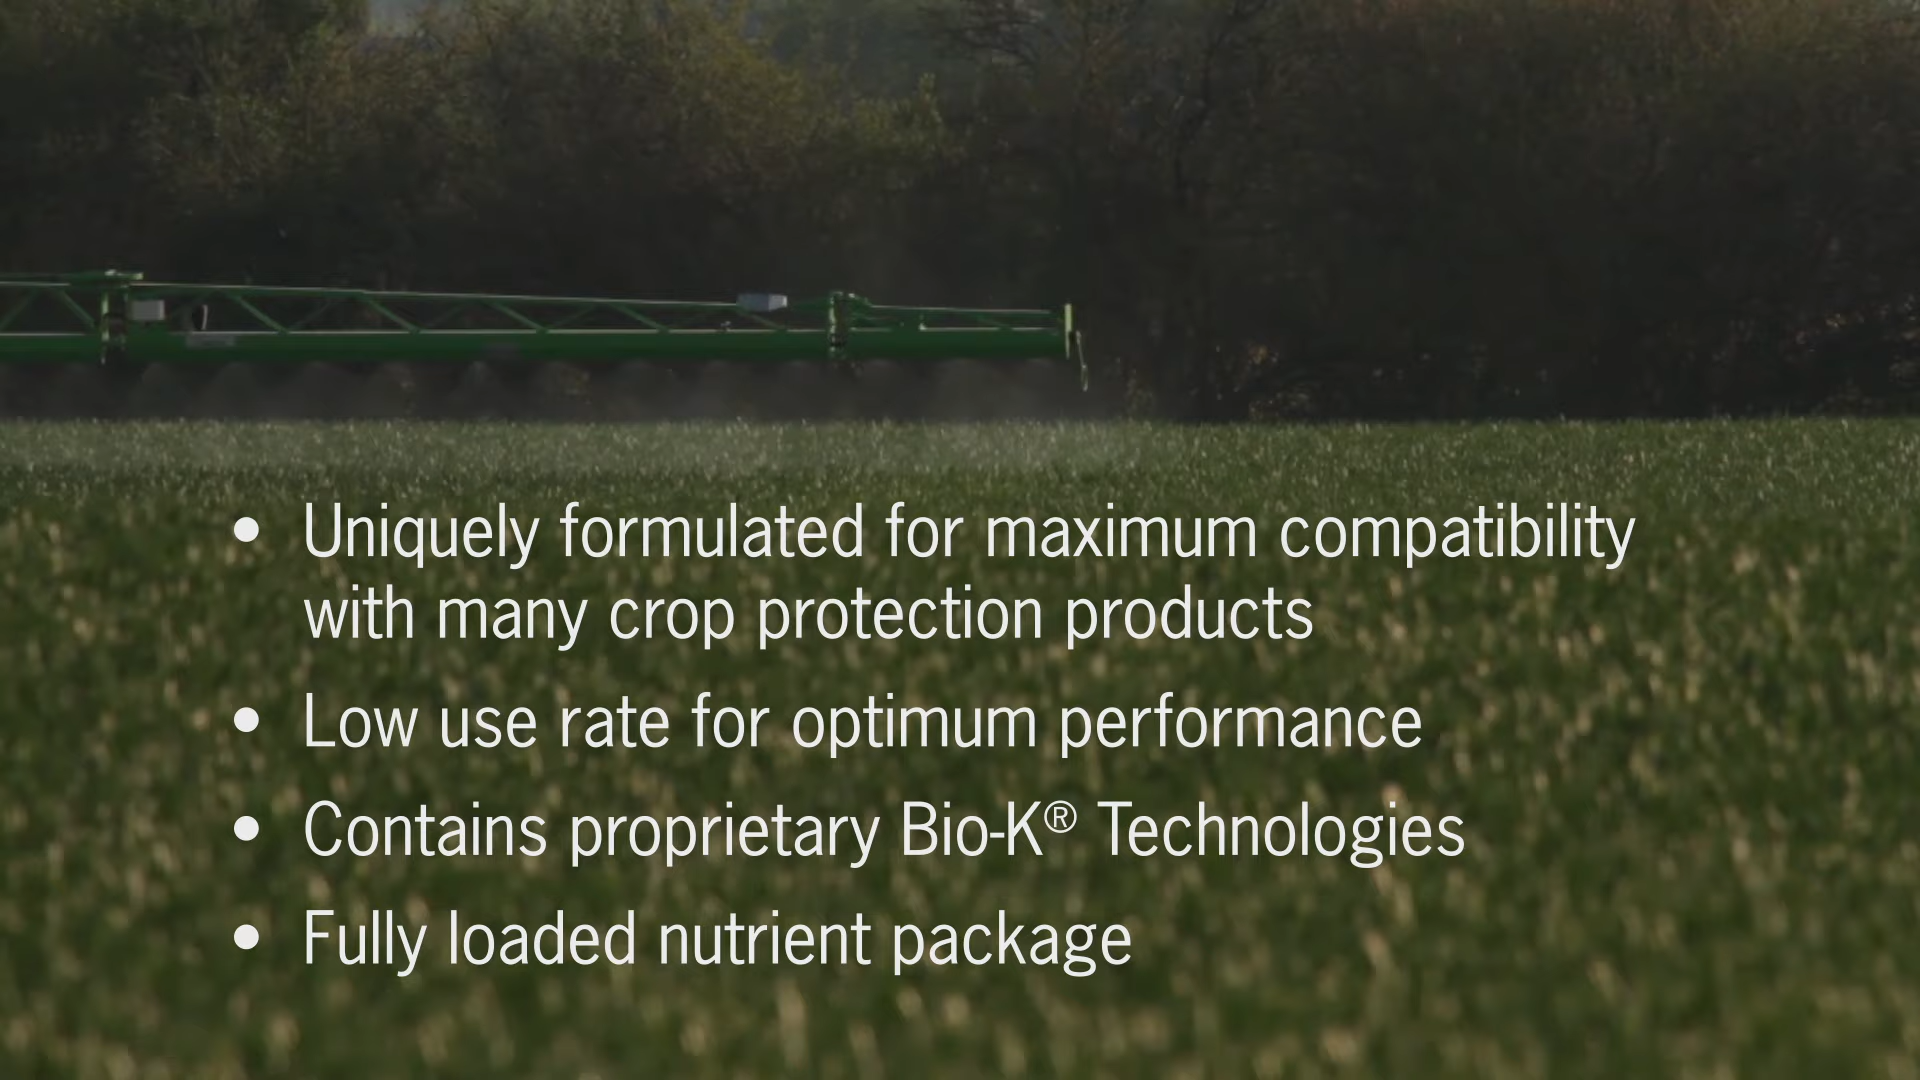 • Uniquely formulated for maximum compatibility
with many crop protection products
• Low use rate for optimum performance
• Contains proprietary Bio-K® Technologies
• Fully loaded nutrient package